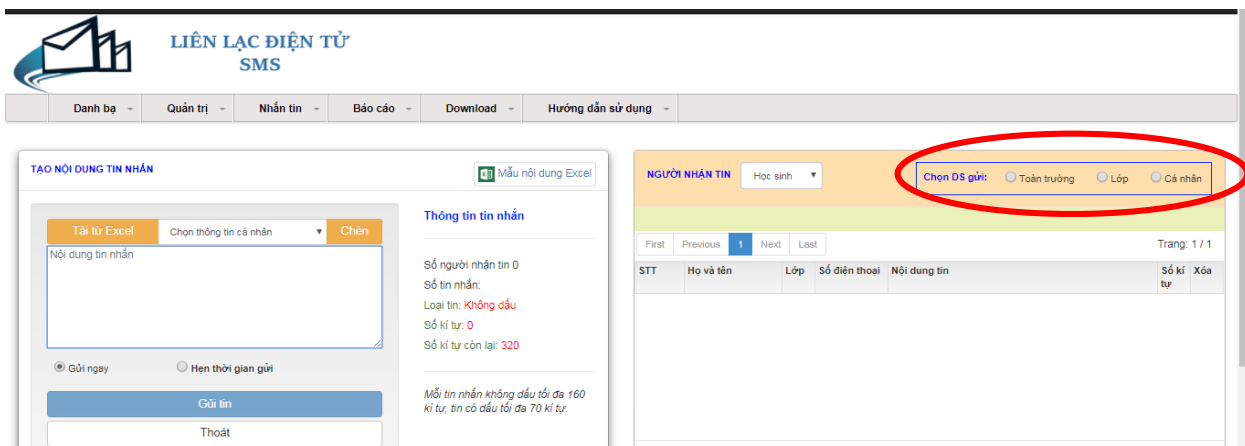 LIÊN LẠC ĐIỆN TỬ
SMS
Danh bạ Quản trị Nhắn tin Báo cáo Download Hướng dẫn sử dụng
TẠO NỘI DUNG TIN NHẮN
Mẫu nội dung Excel
Tải từ Excel Chọn thông tin cá nhân Chèn
Nội dung tin nhắn
Gửi ngay Hẹn thời gian gửi
Gửi tin
Thoát
Thông tin tin nhắn
Số người nhận tin 0
Số tin nhắn:
Loại tin: Không dấu
Số kí tự: 0
Số kí tự còn lại: 320
Mỗi tin nhắn không dấu tối đa 160
kí tự, tin có dấu tối đa 70 kí tự.
NGƯỜI NHẬN TIN Học sinh Chọn DS gửi: Toàn trường Lớp Cá nhân
First Previous 1 Next Last Trang: 1 / 1
STT Họ và tên Lớp Số điện thoại Nội dung tin Số kí Xóa
tự